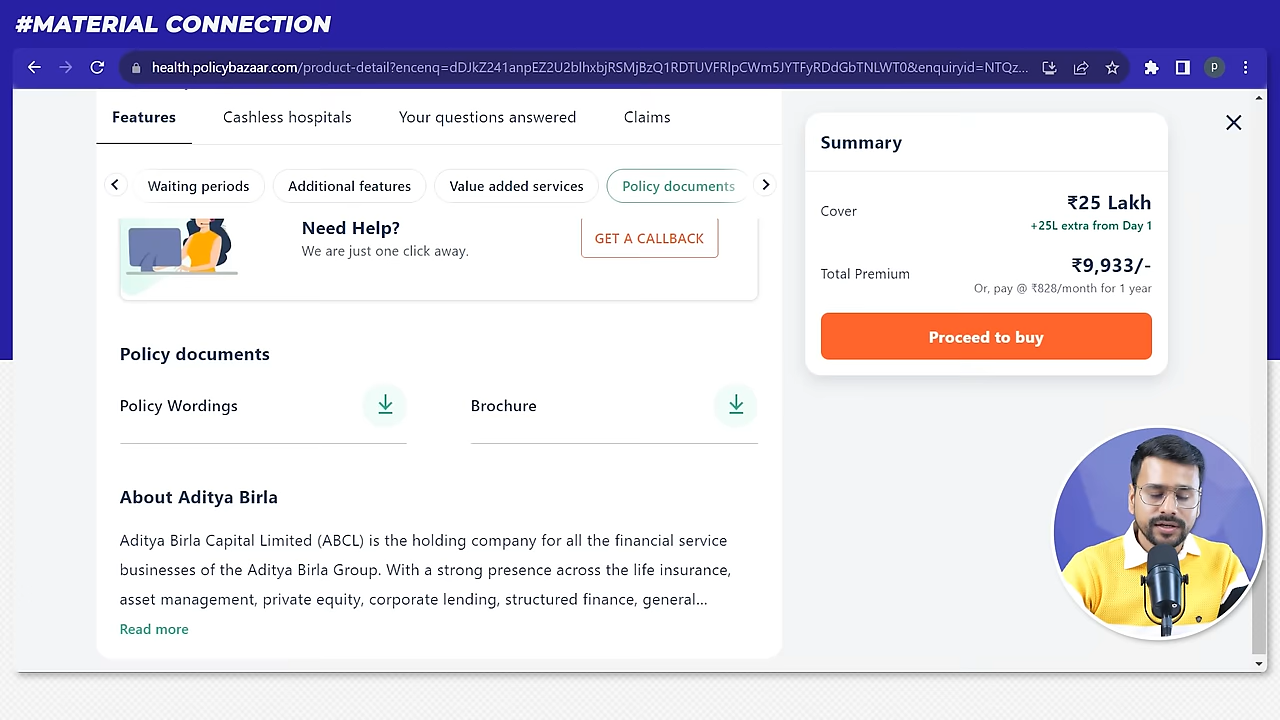 #MATERIAL CONNECTION
health.policybazaar.com/product-detail?encenq=dDJkZ241anpEZ2U2blhxbjRSMjBzQ1RDTUVFRlpCWm5JYTFyRDdGbTNLWT0&enquiryid=NTQz...
P
Features
Cashless hospitals
Your questions answered
Claims
Waiting periods
Additional features
Value added services
Policy documents
Need Help?
We are just one click away.
GET A CALLBACK
Policy documents
Policy Wordings
Brochure
About Aditya Birla
Aditya Birla Capital Limited (ABCL) is the holding company for all the financial service
businesses of the Aditya Birla Group. With a strong presence across the life insurance,
asset management, private equity, corporate lending, structured finance, general...
Read more
Summary
Cover
₹25 Lakh
+25L extra from Day 1
Total Premium
₹9,933/-
Or, pay @ ₹828/month for 1 year
Proceed to buy